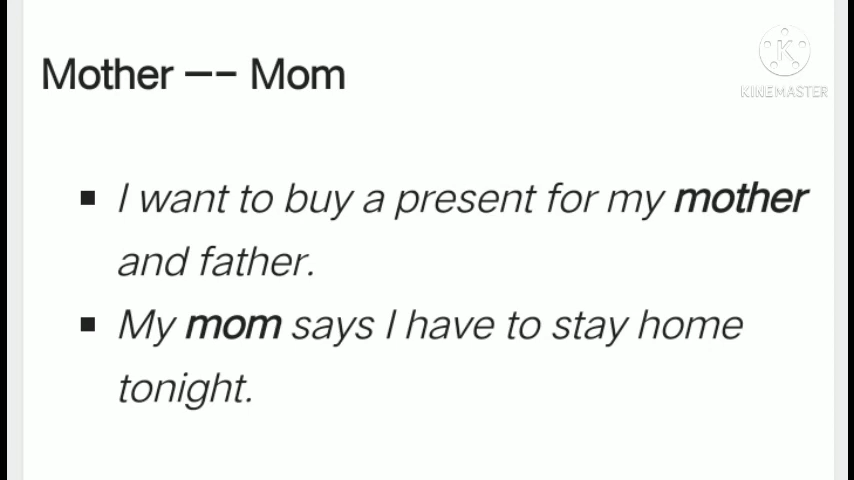 Mother –- Mom
KINEMASTER
▪ I want to buy a present for my mother
and father.
▪ My mom says I have to stay home
tonight.